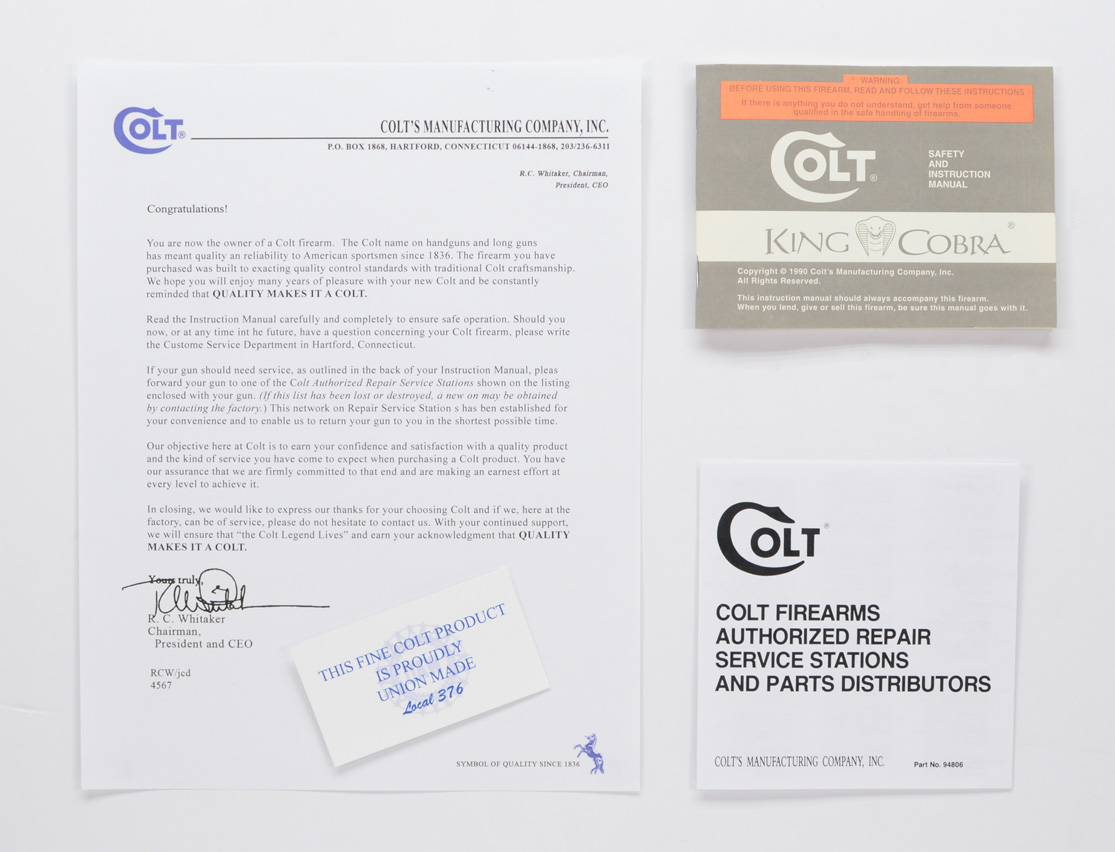 COLT®
COLT'S MANUFACTURING COMPANY, INC.
P.O. BOX 1868, HARTFORD, CONNECTICUT 06144-1868, 203/236-6311
R.C. Whitaker, Chairman,
President, CEO
Congratulations!
You are now the owner of a Colt firearm. The Colt name on handguns and long guns
has meant quality an reliability to American sportsmen since 1836. The firearm you have
purchased was built to exacting quality control standards with traditional Colt craftsmanship.
We hope you will enjoy many years of pleasure with your new Colt and be constantly
reminded that QUALITY MAKES IT A COLT.
Read the Instruction Manual carefully and completely to ensure safe operation. Should you
now, or at any time int he future, have a question concerning your Colt firearm, please write
the Custome Service Department in Hartford, Connecticut.
If your gun should need service, as outlined in the back of your Instruction Manual, pleas
forward your gun to one of the Colt Authorized Repair Service Stations shown on the listing
enclosed with your gun. (If this list has been lost or destroyed, a new on may be obtained
by contacting the factory.) This network on Repair Service Station s has ben established for
your convenience and to enable us to return your gun to you in the shortest possible time.
Our objective here at Colt is to earn your confidence and satisfaction with a quality product
and the kind of service you have come to expect when purchasing a Colt product. You have
our assurance that we are firmly committed to that end and are making an earnest effort at
every level to achieve it.
In closing, we would like to express our thanks for your choosing Colt and if we, here at the
factory, can be of service, please do not hesitate to contact us. With your continued support,
we will ensure that “the Colt Legend Lives” and earn your acknowledgment that QUALITY
MAKES IT A COLT.
Yours truly,
R. C. Whitaker
Chairman,
President and CEO
RCW/jcd
4567
THIS FINE COLT PRODUCT
IS PROUDLY
UNION MADE
Local 376
SYMBOL OF QUALITY SINCE 1836
WARNING:
BEFORE USING THIS FIREARM, READ AND FOLLOW THESE INSTRUCTIONS
If there is anything you do not understand, get help from someone
qualified in the safe handling of firearms.
COLT®
SAFETY
AND
INSTRUCTION
MANUAL
KING COBRA®
Copyright © 1990 Colt's Manufacturing Company, Inc.
All Rights Reserved.
This instruction manual should always accompany this firearm.
When you lend, give or sell this firearm, be sure this manual goes with it.
COLT®
COLT FIREARMS
AUTHORIZED REPAIR
SERVICE STATIONS
AND PARTS DISTRIBUTORS
COLT'S MANUFACTURING COMPANY, INC.
Part No. 94806